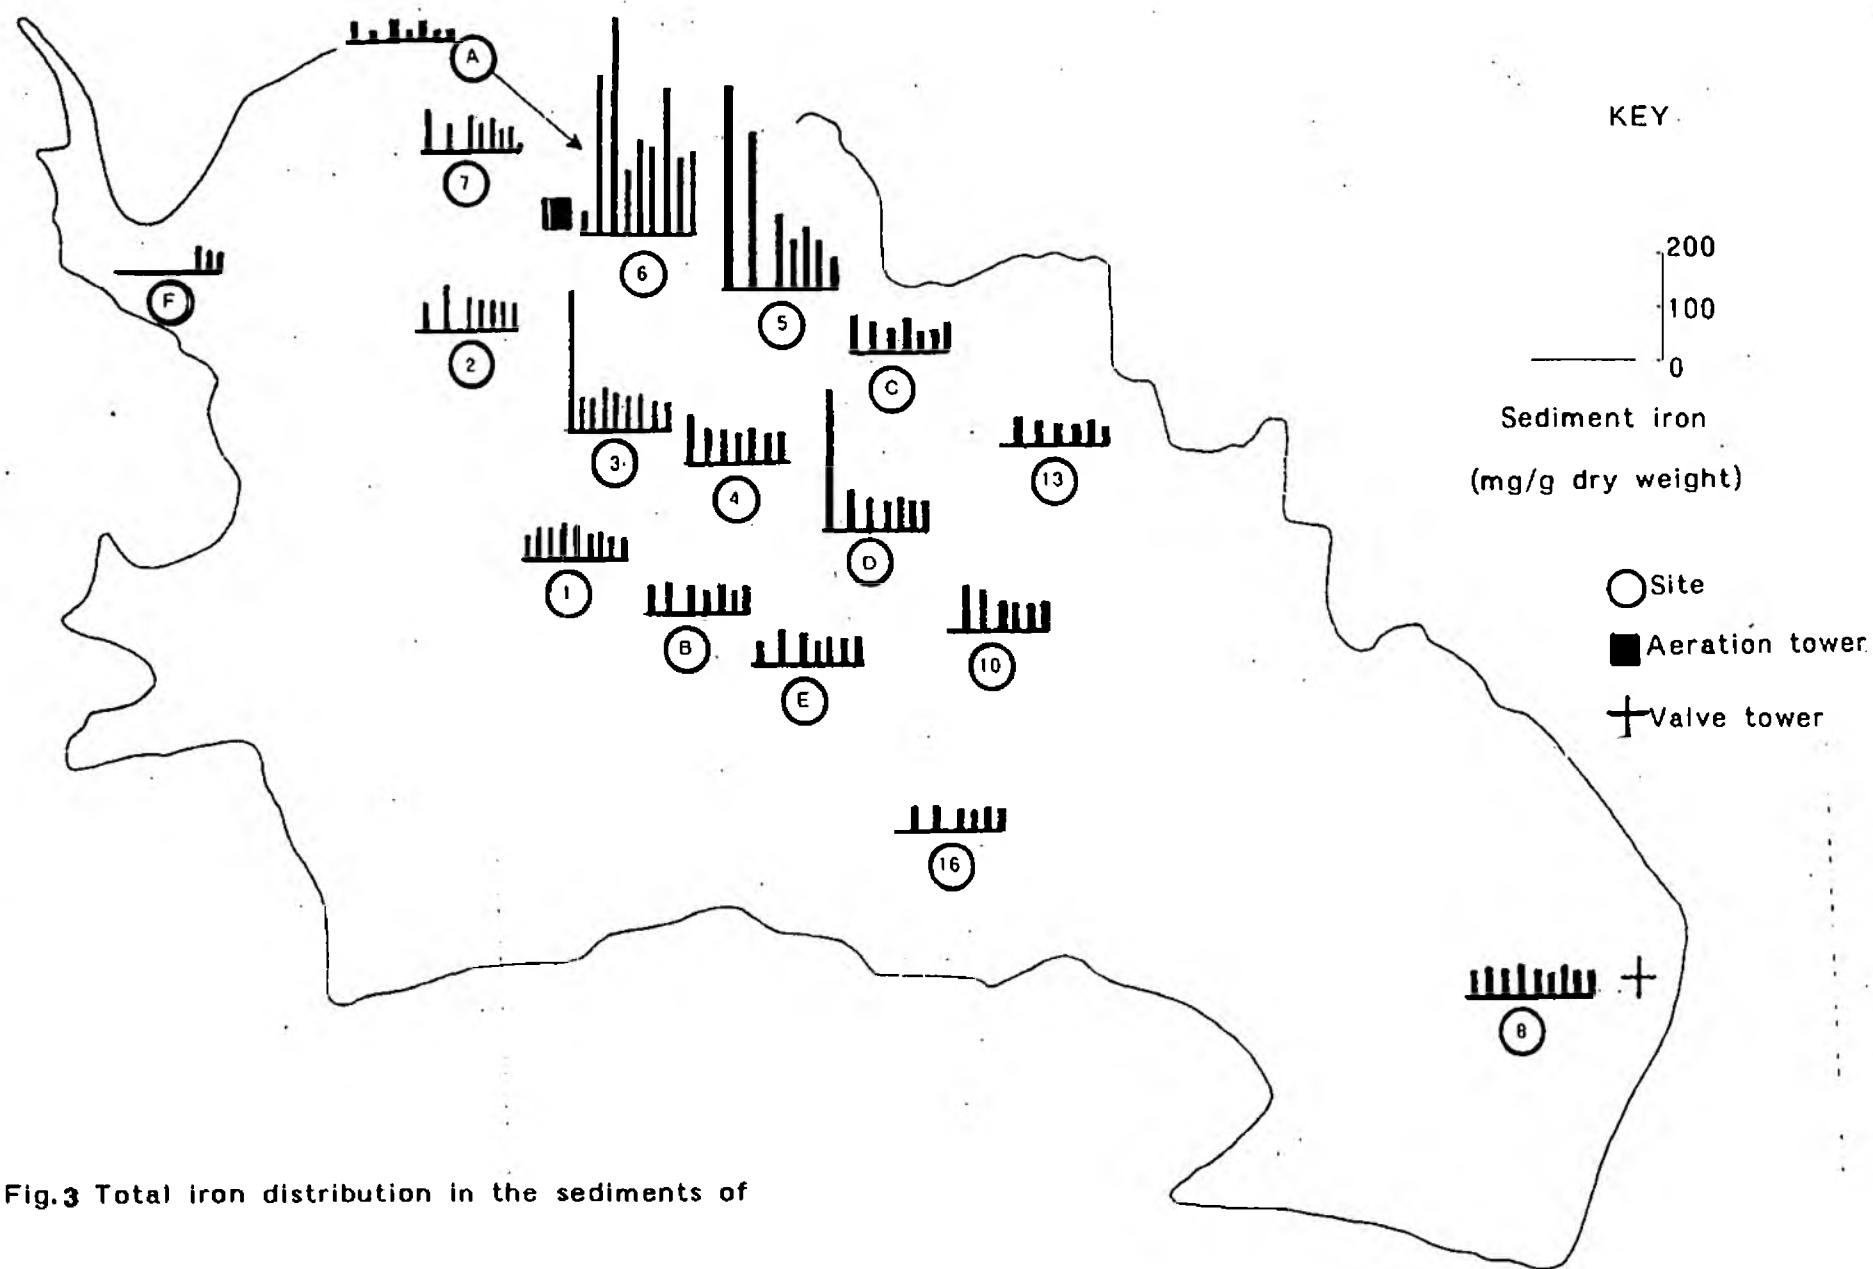 A
KEY
7
200
6
F
100
5
2
0
C
Sediment iron
3
13
(mg/g dry weight)
4
D
1
Site
B
Aeration tower
10
E
Valve tower
16
8
Fig.3 Total iron distribution in the sediments of